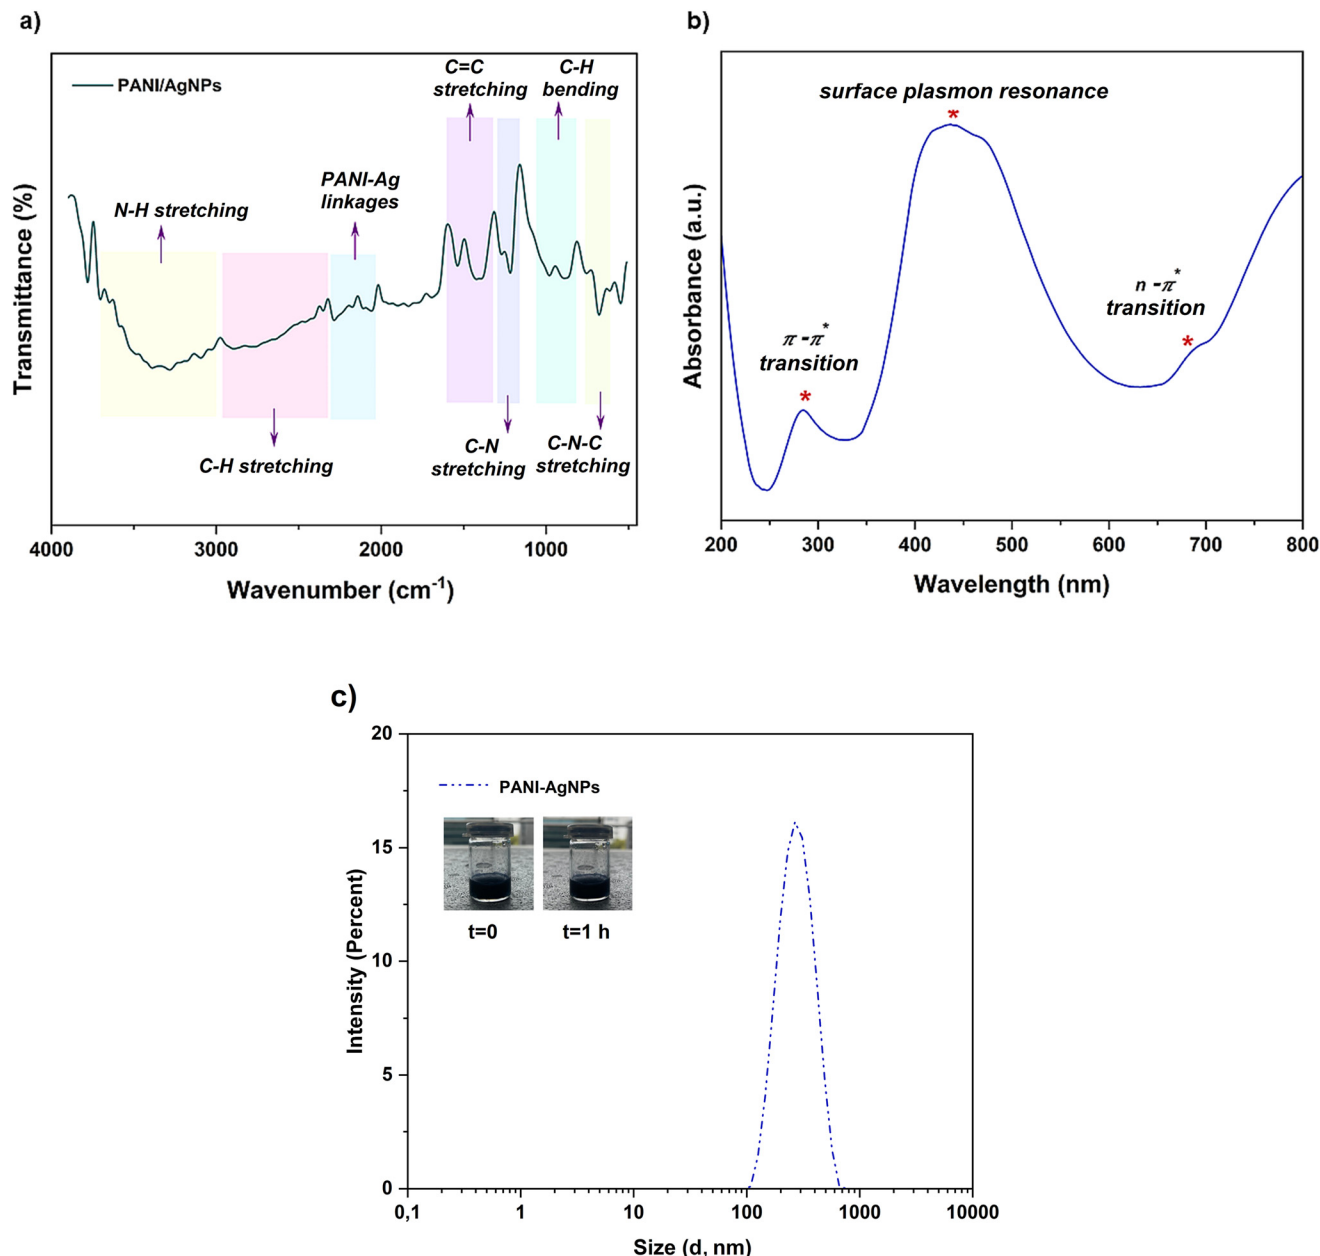 a)
PANI/AgNPs
C=C
stretching
C-H
bending
PANI-Ag
linkages
N-H stretching
C-H stretching
C-N
stretching
C-N-C
stretching
Transmittance (%)
4000
3000
2000
1000
Wavenumber (cm⁻¹)
b)
surface plasmon resonance
*
π -π*
transition
*
n -π*
transition
*
Absorbance (a.u.)
200
300
400
500
600
700
800
Wavelength (nm)
c)
20
15
10
5
0
Intensity (Percent)
PANI-AgNPs
t=0
t=1 h
0,1
1
10
100
1000
10000
Size (d, nm)